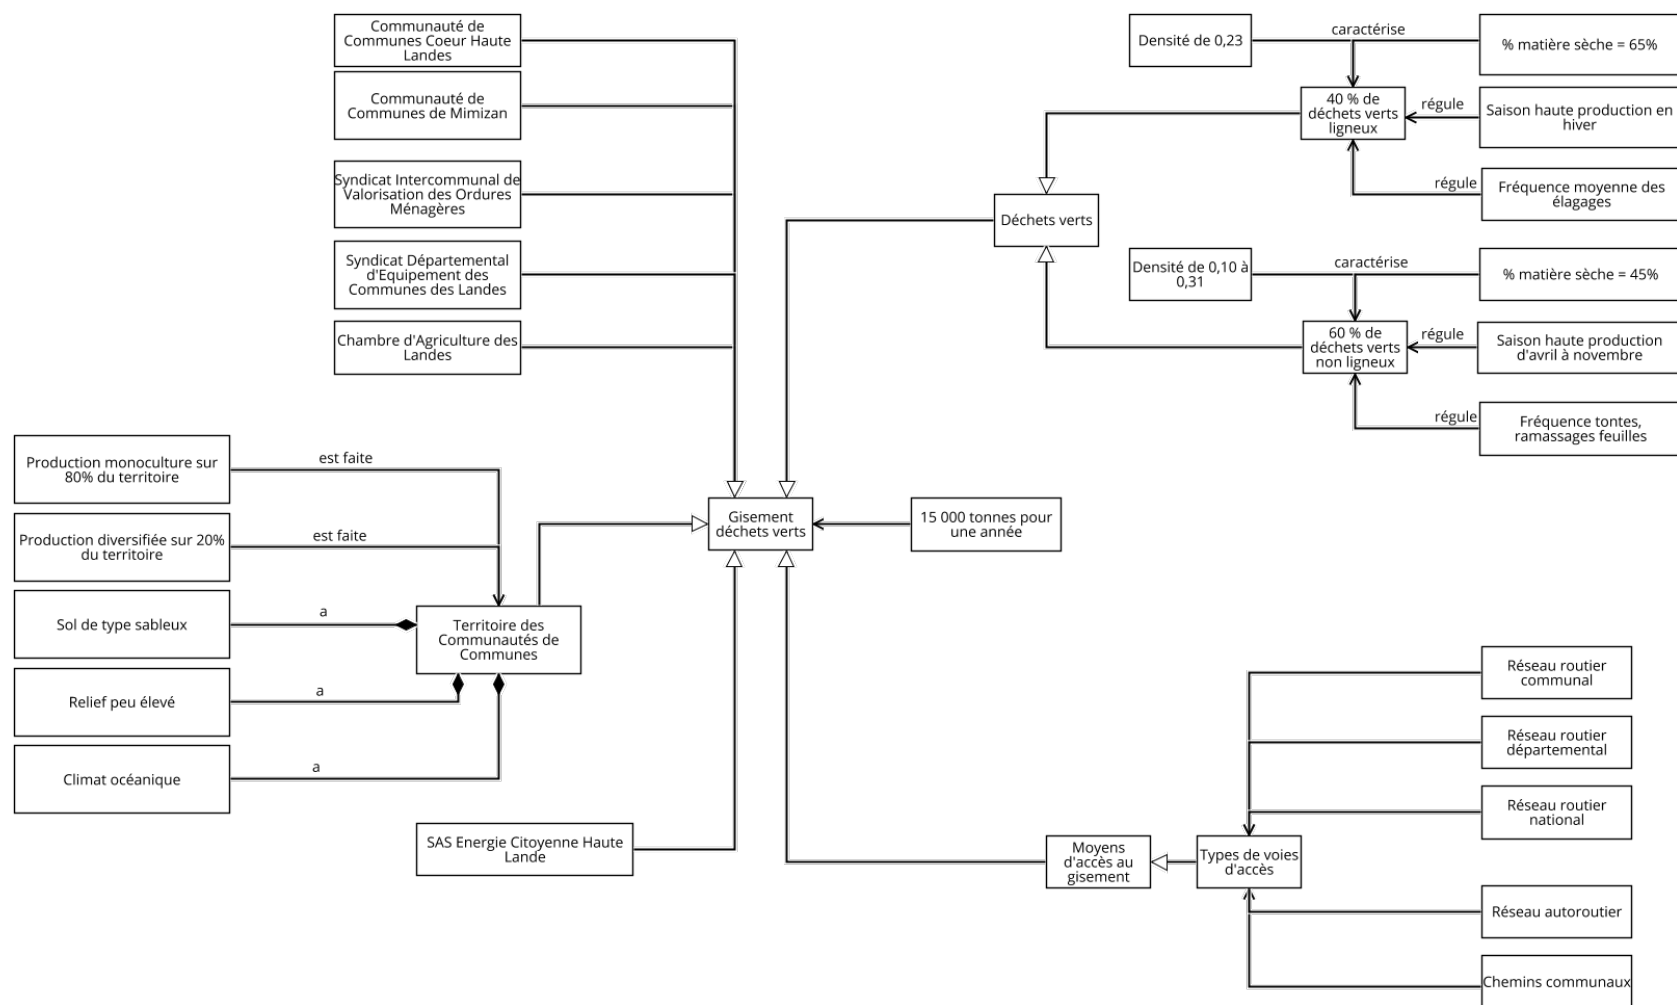 Communauté de
Communes Coeur Haute
Landes
Communauté de
Communes de Mimizan
Syndicat Intercommunal de
Valorisation des Ordures
Ménagères
Syndicat Départemental
d'Equipement des
Communes des Landes
Chambre d'Agriculture des
Landes
Densité de 0,23
caractérise
% matière sèche = 65%
40 % de
déchets verts
ligneux
régule
Saison haute production en
hiver
régule
Fréquence moyenne des
élagages
Déchets verts
Densité de 0,10 à
0,31
caractérise
% matière sèche = 45%
60 % de
déchets verts
non ligneux
régule
Saison haute production
d'avril à novembre
régule
Fréquence tontes,
ramassages feuilles
Production monoculture sur
80% du territoire
est faite
Production diversifiée sur 20%
du territoire
est faite
Sol de type sableux
a
Relief peu élevé
a
Climat océanique
a
Territoire des
Communautés de
Communes
Gisement
déchets verts
15 000 tonnes pour
une année
SAS Energie Citoyenne Haute
Lande
Moyens
d'accès au
gisement
Types de voies
d'accès
Réseau routier
communal
Réseau routier
départemental
Réseau routier
national
Réseau autoroutier
Chemins communaux